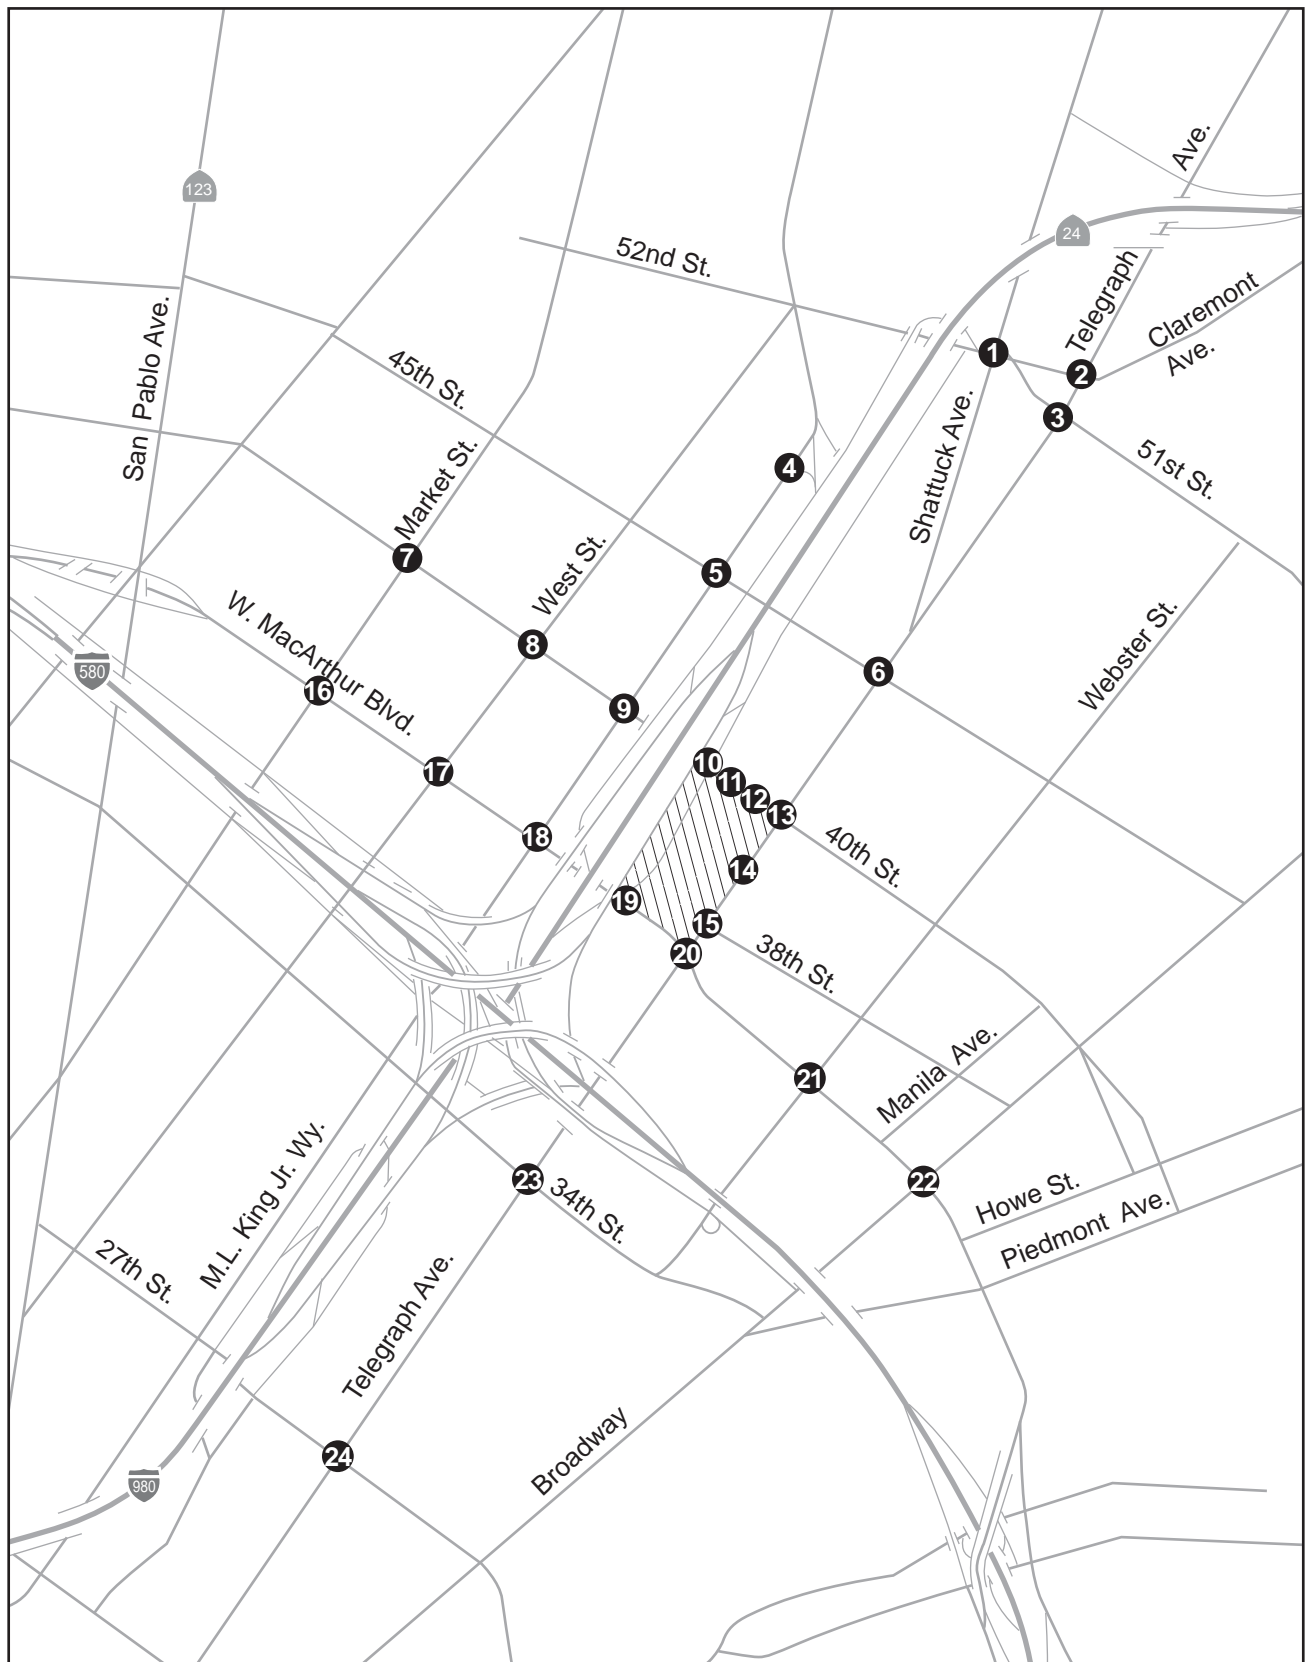 Ave.
123
24
52nd St.
Telegraph
Claremont
Ave.
San Pablo Ave.
1
2
45th St.
Shattuck Ave.
3
Market St.
4
51st St.
7
West St.
5
W. MacArthur Blvd.
8
6
Webster St.
580
16
9
17
10
11
12
13
18
40th St.
14
19
15
20
38th St.
21
Manila Ave.
M.L. King Jr. Wy.
23
22
34th St.
Howe St.
Piedmont Ave.
27th St.
Telegraph Ave.
24
Broadway
980